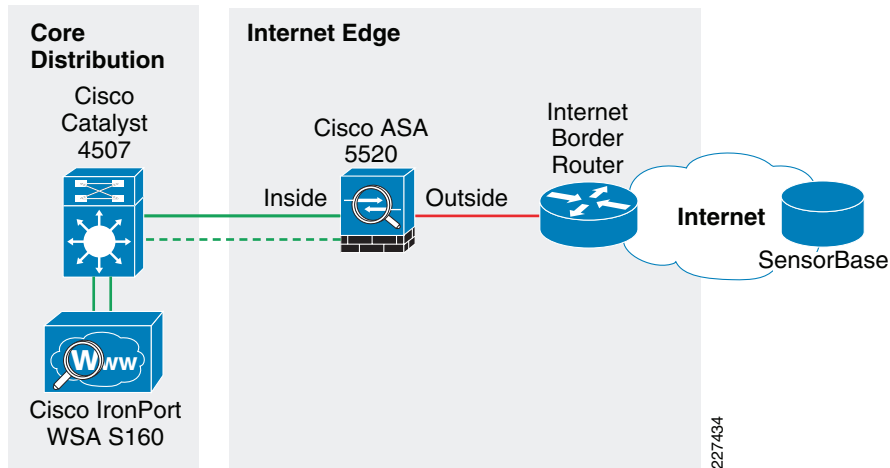 Core
Distribution
Internet Edge
Cisco
Catalyst
4507
Cisco ASA
5520
Internet
Border
Router
Inside
Outside
Internet
SensorBase
Www
Cisco IronPort
WSA S160
227434